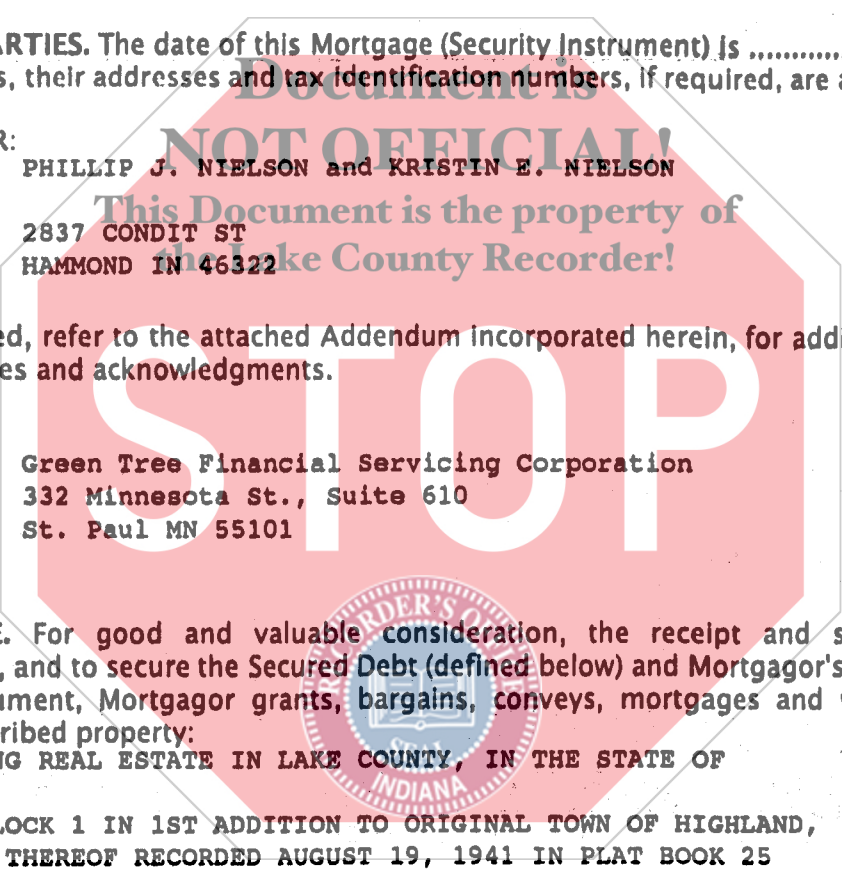 ARTIES. The date of this Mortgage (Security Instrument) is ............
s, their addresses and tax identification numbers, if required, are a
Document is
R:
NOT OFFICIAL!
PHILLIP J. NIELSON and KRISTIN E. NIELSON
This Document is the property of
2837 CONDIT ST
the Lake County Recorder!
HAMMOND IN 46322
ed, refer to the attached Addendum incorporated herein, for addi
es and acknowledgments.
STOP
Green Tree Financial Servicing Corporation
332 Minnesota St., Suite 610
St. Paul MN 55101
RECORDER'S OFFICE
E. For good and valuable consideration, the receipt and s
, and to secure the Secured Debt (defined below) and Mortgagor's
ument, Mortgagor grants, bargains, conveys, mortgages and
ribed property:
SEAL
NG REAL ESTATE IN LAKE COUNTY, IN THE STATE OF
INDIANA
LOCK 1 IN 1ST ADDITION TO ORIGINAL TOWN OF HIGHLAND,
THEREOF RECORDED AUGUST 19, 1941 IN PLAT BOOK 25